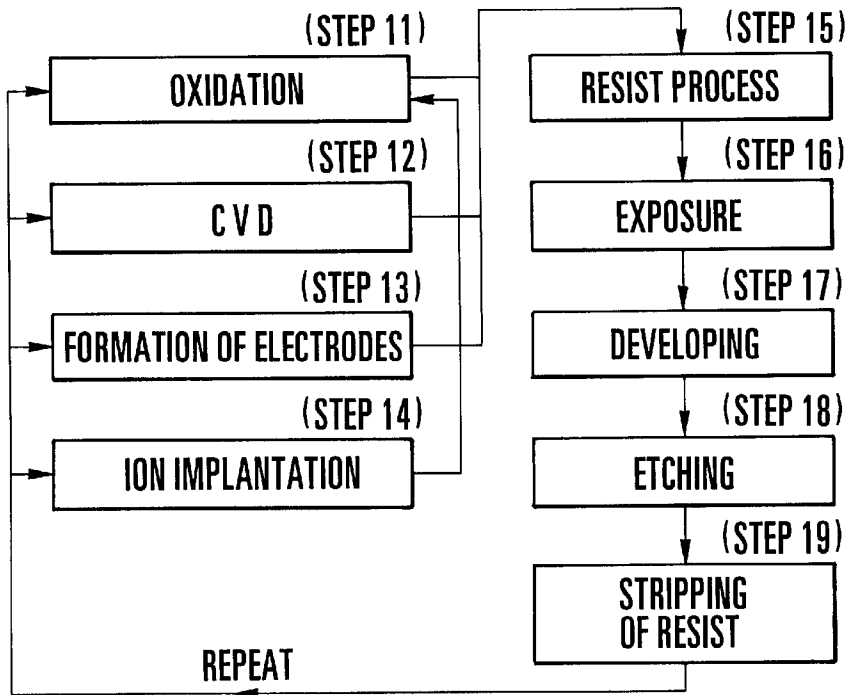 (STEP 11)
OXIDATION
(STEP 12)
C V D
(STEP 13)
FORMATION OF ELECTRODES
(STEP 14)
ION IMPLANTATION
(STEP 15)
RESIST PROCESS
(STEP 16)
EXPOSURE
(STEP 17)
DEVELOPING
(STEP 18)
ETCHING
(STEP 19)
STRIPPING
OF RESIST
REPEAT